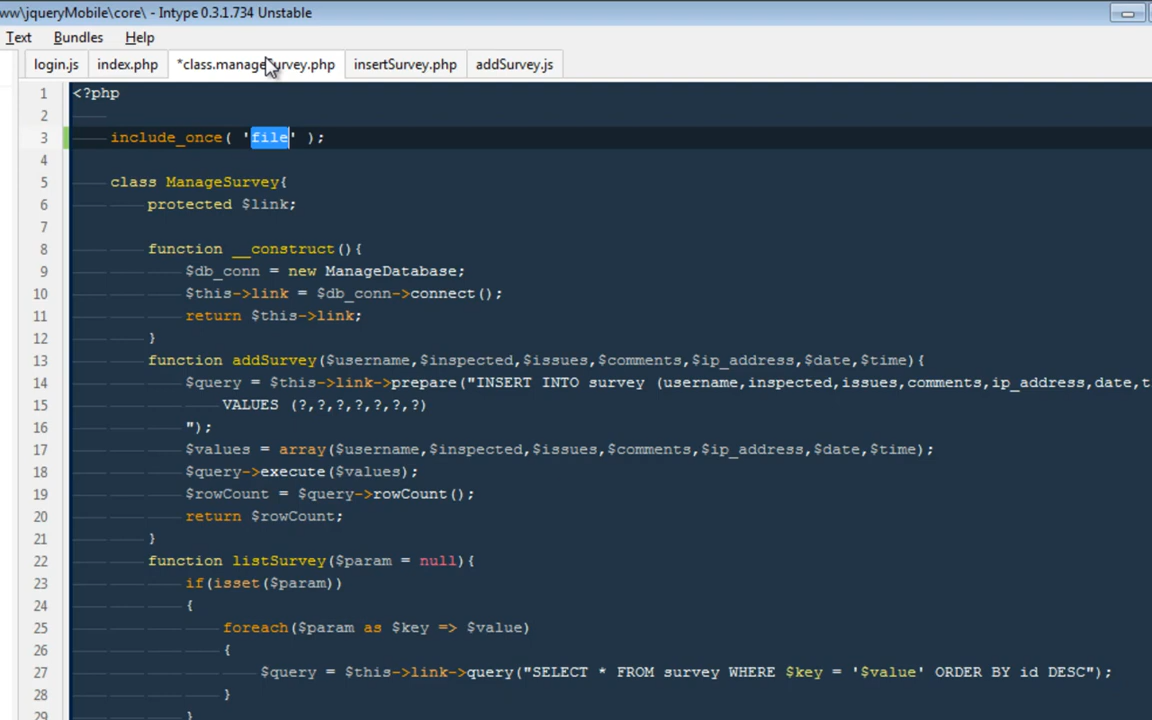 ww\jqueryMobile\core\ - Intype 0.3.1.734 Unstable
Text Bundles Help
login.js index.php *class.manageSurvey.php insertSurvey.php addSurvey.js
1 <?php
2
3 include_once( 'file' );
4
5 class ManageSurvey{
6 protected $link;
7
8 function __construct(){
9 $db_conn = new ManageDatabase;
10 $this->link = $db_conn->connect();
11 return $this->link;
12 }
13 function addSurvey($username,$inspected,$issues,$comments,$ip_address,$date,$time){
14 $query = $this->link->prepare("INSERT INTO survey (username,inspected,issues,comments,ip_address,date,t
15 VALUES (?,?,?,?,?,?,?)
16 ");
17 $values = array($username,$inspected,$issues,$comments,$ip_address,$date,$time);
18 $query->execute($values);
19 $rowCount = $query->rowCount();
20 return $rowCount;
21 }
22 function listSurvey($param = null){
23 if(isset($param))
24 {
25 foreach($param as $key => $value)
26 {
27 $query = $this->link->query("SELECT * FROM survey WHERE $key = '$value' ORDER BY id DESC");
28 }
29 }